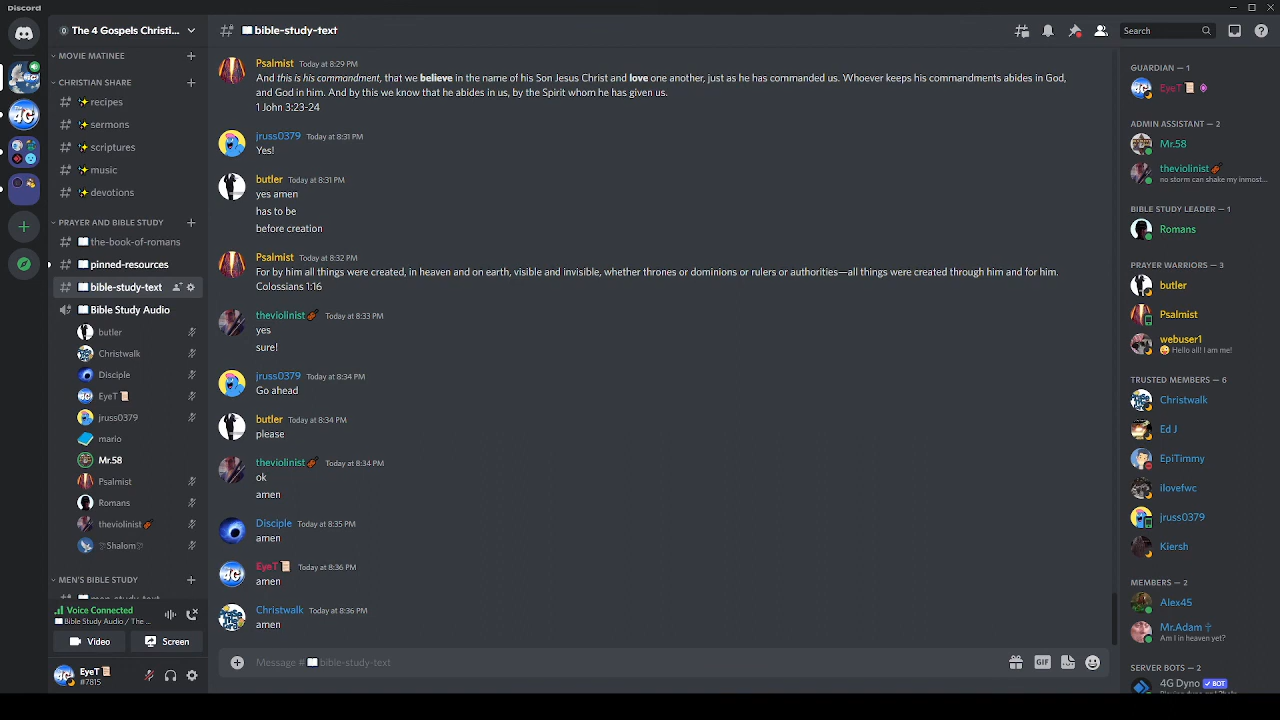 Discord
The 4 Gospels Christi...
MOVIE MATINEE
CHRISTIAN SHARE
recipes
sermons
scriptures
music
devotions
PRAYER AND BIBLE STUDY
the-book-of-romans
pinned-resources
bible-study-text
Bible Study Audio
butler
Christwalk
Disciple
EyeT
jruss0379
mario
Mr.58
Psalmist
Romans
theviolinist
Shalom
MEN'S BIBLE STUDY
men-study-text
Voice Connected
Bible Study Audio / The ...
Video
Screen
EyeT
#7815
bible-study-text
Search
Psalmist Today at 8:29 PM
And this is his commandment, that we believe in the name of his Son Jesus Christ and love one another, just as he has commanded us. Whoever keeps his commandments abides in God,
and God in him. And by this we know that he abides in us, by the Spirit whom he has given us.
1 John 3:23-24
jruss0379 Today at 8:31 PM
Yes!
butler Today at 8:31 PM
yes amen
has to be
before creation
Psalmist Today at 8:32 PM
For by him all things were created, in heaven and on earth, visible and invisible, whether thrones or dominions or rulers or authorities—all things were created through him and for him.
Colossians 1:16
theviolinist Today at 8:33 PM
yes
sure!
jruss0379 Today at 8:34 PM
Go ahead
butler Today at 8:34 PM
please
theviolinist Today at 8:34 PM
ok
amen
Disciple Today at 8:35 PM
amen
EyeT Today at 8:36 PM
amen
Christwalk Today at 8:36 PM
amen
Message # bible-study-text
GIF
GUARDIAN — 1
EyeT
ADMIN ASSISTANT — 2
Mr.58
theviolinist
no storm can shake my inmost...
BIBLE STUDY LEADER — 1
Romans
PRAYER WARRIORS — 3
butler
Psalmist
webuser1
Hello all! I am me!
TRUSTED MEMBERS — 6
Christwalk
Ed J
EpiTimmy
ilovefwc
jruss0379
Kiersh
MEMBERS — 2
Alex45
Mr.Adam
Am I in heaven yet?
SERVER BOTS — 2
4G Dyno BOT